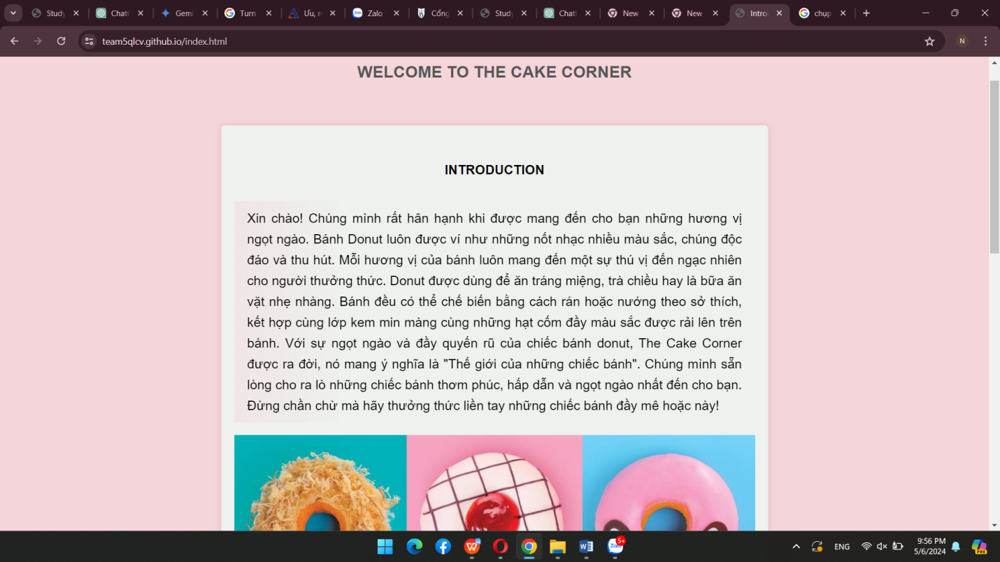 Study
ChatG
Gemi
Turn
Ưu, n
Zalo
Cổng
Study
Chat
New
New
Intro
chụp
team5qlcv.github.io/index.html
N
WELCOME TO THE CAKE CORNER
INTRODUCTION
Xin chào! Chúng mình rất hân hạnh khi được mang đến cho bạn những hương vị
ngọt ngào. Bánh Donut luôn được ví như những nốt nhạc nhiều màu sắc, chúng độc
đáo và thu hút. Mỗi hương vị của bánh luôn mang đến một sự thú vị đến ngạc nhiên
cho người thưởng thức. Donut được dùng để ăn tráng miệng, trà chiều hay là bữa ăn
vặt nhẹ nhàng. Bánh đều có thể chế biến bằng cách rán hoặc nướng theo sở thích,
kết hợp cùng lớp kem min màng cùng những hạt cốm đầy màu sắc được rải lên trên
bánh. Với sự ngọt ngào và đầy quyến rũ của chiếc bánh donut, The Cake Corner
được ra đời, nó mang ý nghĩa là "Thế giới của những chiếc bánh". Chúng mình sẵn
lòng cho ra lò những chiếc bánh thơm phúc, hấp dẫn và ngọt ngào nhất đến cho bạn.
Đừng chần chừ mà hãy thưởng thức liền tay những chiếc bánh đầy mê hoặc này!
5+
ENG
9:56 PM
5/6/2024
PRE